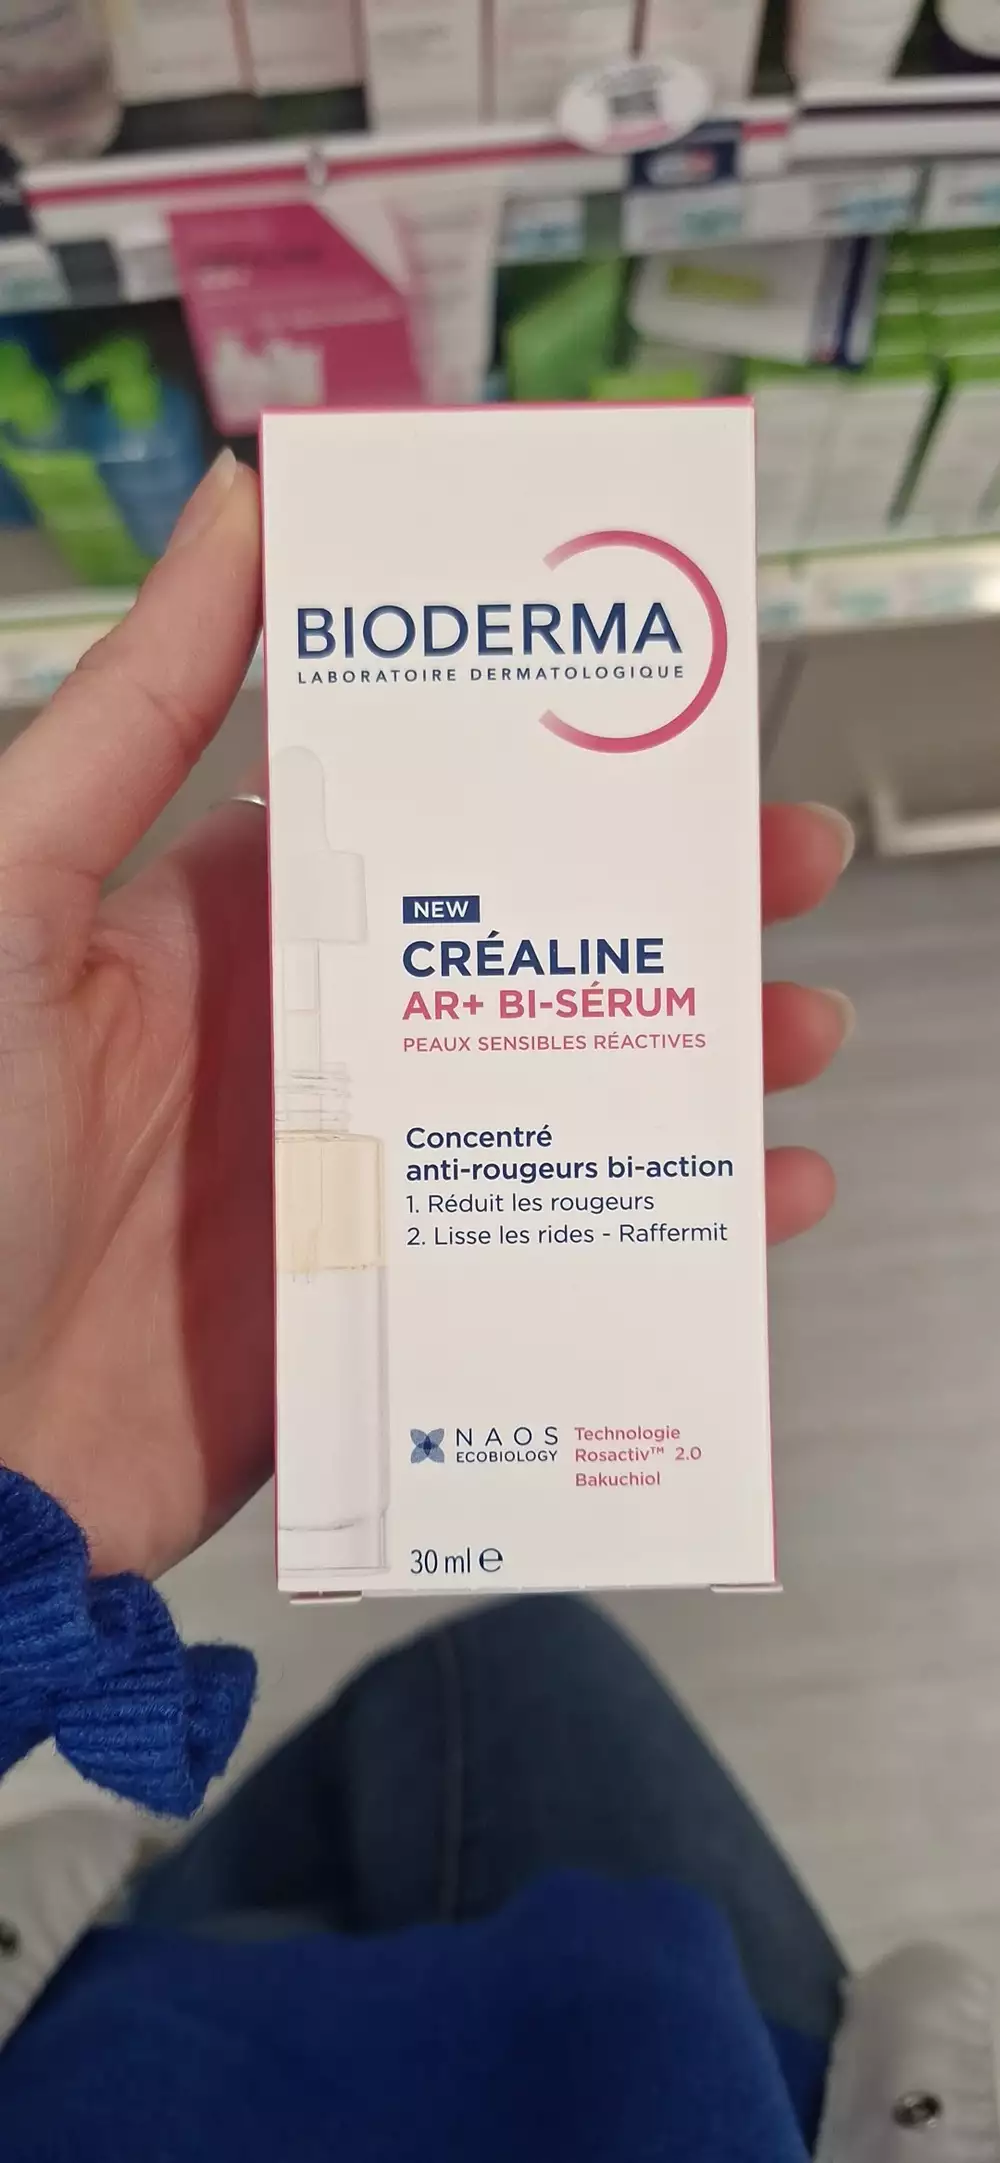 BIODERMA
LABORATOIRE DERMATOLOGIQUE
NEW
CRÉALINE
AR+ BI-SÉRUM
PEAUX SENSIBLES RÉACTIVES
Concentré
anti-rougeurs bi-action
1. Réduit les rougeurs
2. Lisse les rides - Raffermit
NAOS
ECOBIOLOGY
Technologie
Rosactiv™ 2.0
Bakuchiol
30 ml ℮